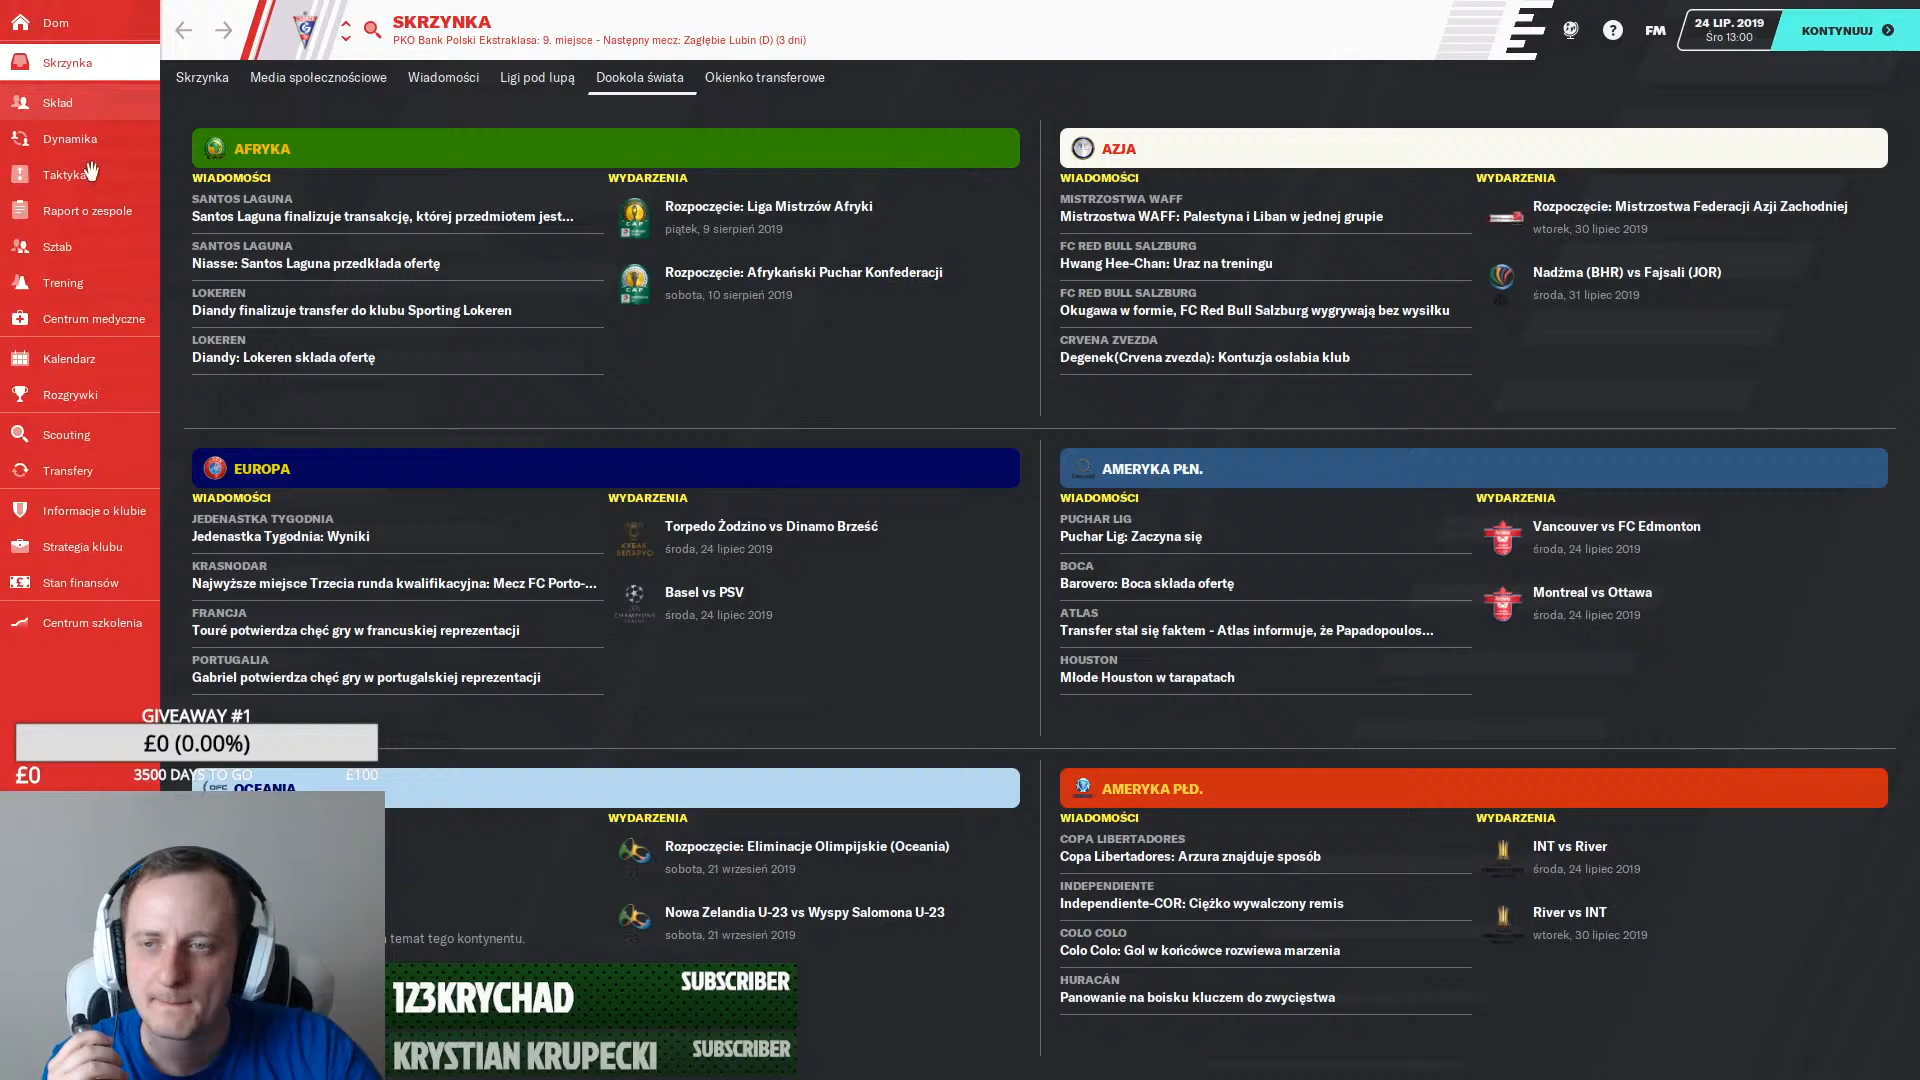 Dom
Skrzynka
Skład
Dynamika
Taktyka
Raport o zespole
Sztab
Trening
Centrum medyczne
Kalendarz
Rozgrywki
Scouting
Transfery
Informacje o klubie
Strategia klubu
Stan finansów
Centrum szkolenia
SKRZYNKA
PKO Bank Polski Ekstraklasa: 9. miejsce - Następny mecz: Zagłębie Lubin (D) (3 dni)
FM
24 LIP. 2019
Śro 13:00
KONTYNUUJ
Skrzynka Media społecznościowe Wiadomości Ligi pod lupą Dookoła świata Okienko transferowe
AFRYKA
WIADOMOŚCI
SANTOS LAGUNA
Santos Laguna finalizuje transakcję, której przedmiotem jest...
SANTOS LAGUNA
Niasse: Santos Laguna przedkłada ofertę
LOKEREN
Diandy finalizuje transfer do klubu Sporting Lokeren
LOKEREN
Diandy: Lokeren składa ofertę
WYDARZENIA
Rozpoczęcie: Liga Mistrzów Afryki
piątek, 9 sierpień 2019
Rozpoczęcie: Afrykański Puchar Konfederacji
sobota, 10 sierpień 2019
AZJA
WIADOMOŚCI
MISTRZOSTWA WAFF
Mistrzostwa WAFF: Palestyna i Liban w jednej grupie
FC RED BULL SALZBURG
Hwang Hee-Chan: Uraz na treningu
FC RED BULL SALZBURG
Okugawa w formie, FC Red Bull Salzburg wygrywają bez wysiłku
CRVENA ZVEZDA
Degenek(Crvena zvezda): Kontuzja osłabia klub
WYDARZENIA
Rozpoczęcie: Mistrzostwa Federacji Azji Zachodniej
wtorek, 30 lipiec 2019
Nadżma (BHR) vs Fajsali (JOR)
środa, 31 lipiec 2019
EUROPA
WIADOMOŚCI
JEDENASTKA TYGODNIA
Jedenastka Tygodnia: Wyniki
KRASNODAR
Najwyższe miejsce Trzecia runda kwalifikacyjna: Mecz FC Porto-...
FRANCJA
Touré potwierdza chęć gry w francuskiej reprezentacji
PORTUGALIA
Gabriel potwierdza chęć gry w portugalskiej reprezentacji
WYDARZENIA
Torpedo Żodzino vs Dinamo Brześć
środa, 24 lipiec 2019
Basel vs PSV
środa, 24 lipiec 2019
AMERYKA PŁN.
WIADOMOŚCI
PUCHAR LIG
Puchar Lig: Zaczyna się
BOCA
Barovero: Boca składa ofertę
ATLAS
Transfer stał się faktem - Atlas informuje, że Papadopoulos...
HOUSTON
Młode Houston w tarapatach
WYDARZENIA
Vancouver vs FC Edmonton
środa, 24 lipiec 2019
Montreal vs Ottawa
środa, 24 lipiec 2019
GIVEAWAY #1
£0 (0.00%)
£0 3500 DAYS TO GO £100
OCEANIA
temat tego kontynentu.
WYDARZENIA
Rozpoczęcie: Eliminacje Olimpijskie (Oceania)
sobota, 21 wrzesień 2019
Nowa Zelandia U-23 vs Wyspy Salomona U-23
sobota, 21 wrzesień 2019
AMERYKA PŁD.
WIADOMOŚCI
COPA LIBERTADORES
Copa Libertadores: Arzura znajduje sposób
INDEPENDIENTE
Independiente-COR: Ciężko wywalczony remis
COLO COLO
Colo Colo: Gol w końcówce rozwiewa marzenia
HURACÁN
Panowanie na boisku kluczem do zwycięstwa
WYDARZENIA
INT vs River
środa, 24 lipiec 2019
River vs INT
wtorek, 30 lipiec 2019
123KRYCHAD SUBSCRIBER
KRYSTIAN KRUPECKI SUBSCRIBER